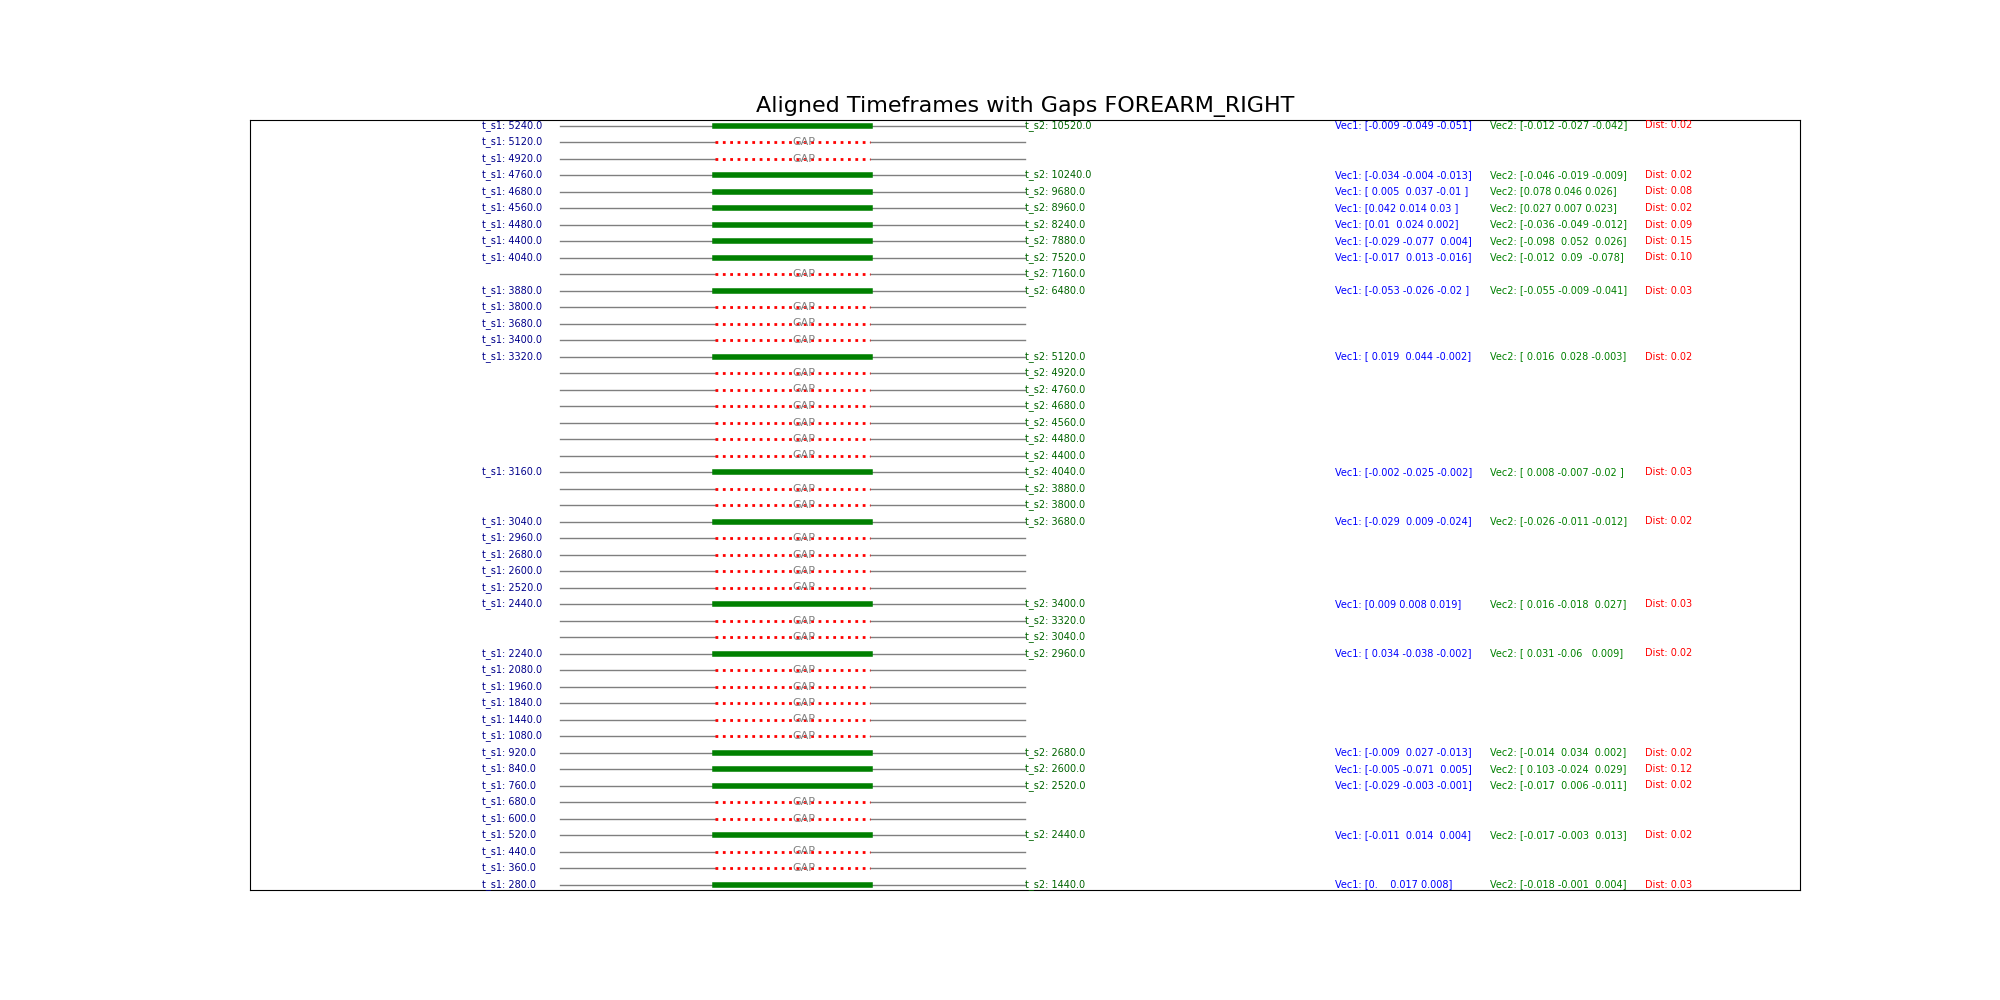 Aligned Timeframes with Gaps FOREARM_RIGHT
t_s1: 5240.0 t_s2: 10520.0 Vec1: [-0.009 -0.049 -0.051] Vec2: [-0.012 -0.027 -0.042] Dist: 0.02
t_s1: 5120.0 GAP
t_s1: 4920.0 GAP
t_s1: 4760.0 t_s2: 10240.0 Vec1: [-0.034 -0.004 -0.013] Vec2: [-0.046 -0.019 -0.009] Dist: 0.02
t_s1: 4680.0 t_s2: 9680.0 Vec1: [ 0.005  0.037 -0.01 ] Vec2: [0.078 0.046 0.026] Dist: 0.08
t_s1: 4560.0 t_s2: 8960.0 Vec1: [0.042 0.014 0.03 ] Vec2: [0.027 0.007 0.023] Dist: 0.02
t_s1: 4480.0 t_s2: 8240.0 Vec1: [0.01  0.024 0.002] Vec2: [-0.036 -0.049 -0.012] Dist: 0.09
t_s1: 4400.0 t_s2: 7880.0 Vec1: [-0.029 -0.077  0.004] Vec2: [-0.098  0.052  0.026] Dist: 0.15
t_s1: 4040.0 t_s2: 7520.0 Vec1: [-0.017  0.013 -0.016] Vec2: [-0.012  0.09  -0.078] Dist: 0.10
GAP t_s2: 7160.0
t_s1: 3880.0 t_s2: 6480.0 Vec1: [-0.053 -0.026 -0.02 ] Vec2: [-0.055 -0.009 -0.041] Dist: 0.03
t_s1: 3800.0 GAP
t_s1: 3680.0 GAP
t_s1: 3400.0 GAP
t_s1: 3320.0 t_s2: 5120.0 Vec1: [ 0.019  0.044 -0.002] Vec2: [ 0.016  0.028 -0.003] Dist: 0.02
GAP t_s2: 4920.0
GAP t_s2: 4760.0
GAP t_s2: 4680.0
GAP t_s2: 4560.0
GAP t_s2: 4480.0
GAP t_s2: 4400.0
t_s1: 3160.0 t_s2: 4040.0 Vec1: [-0.002 -0.025 -0.002] Vec2: [ 0.008 -0.007 -0.02 ] Dist: 0.03
GAP t_s2: 3880.0
GAP t_s2: 3800.0
t_s1: 3040.0 t_s2: 3680.0 Vec1: [-0.029  0.009 -0.024] Vec2: [-0.026 -0.011 -0.012] Dist: 0.02
t_s1: 2960.0 GAP
t_s1: 2680.0 GAP
t_s1: 2600.0 GAP
t_s1: 2520.0 GAP
t_s1: 2440.0 t_s2: 3400.0 Vec1: [0.009 0.008 0.019] Vec2: [ 0.016 -0.018  0.027] Dist: 0.03
GAP t_s2: 3320.0
GAP t_s2: 3040.0
t_s1: 2240.0 t_s2: 2960.0 Vec1: [ 0.034 -0.038 -0.002] Vec2: [ 0.031 -0.06   0.009] Dist: 0.02
t_s1: 2080.0 GAP
t_s1: 1960.0 GAP
t_s1: 1840.0 GAP
t_s1: 1440.0 GAP
t_s1: 1080.0 GAP
t_s1: 920.0 t_s2: 2680.0 Vec1: [-0.009  0.027 -0.013] Vec2: [-0.014  0.034  0.002] Dist: 0.02
t_s1: 840.0 t_s2: 2600.0 Vec1: [-0.005 -0.071  0.005] Vec2: [ 0.103 -0.024  0.029] Dist: 0.12
t_s1: 760.0 t_s2: 2520.0 Vec1: [-0.029 -0.003 -0.001] Vec2: [-0.017  0.006 -0.011] Dist: 0.02
t_s1: 680.0 GAP
t_s1: 600.0 GAP
t_s1: 520.0 t_s2: 2440.0 Vec1: [-0.011  0.014  0.004] Vec2: [-0.017 -0.003  0.013] Dist: 0.02
t_s1: 440.0 GAP
t_s1: 360.0 GAP
t_s1: 280.0 t_s2: 1440.0 Vec1: [0.    0.017 0.008] Vec2: [-0.018 -0.001  0.004] Dist: 0.03